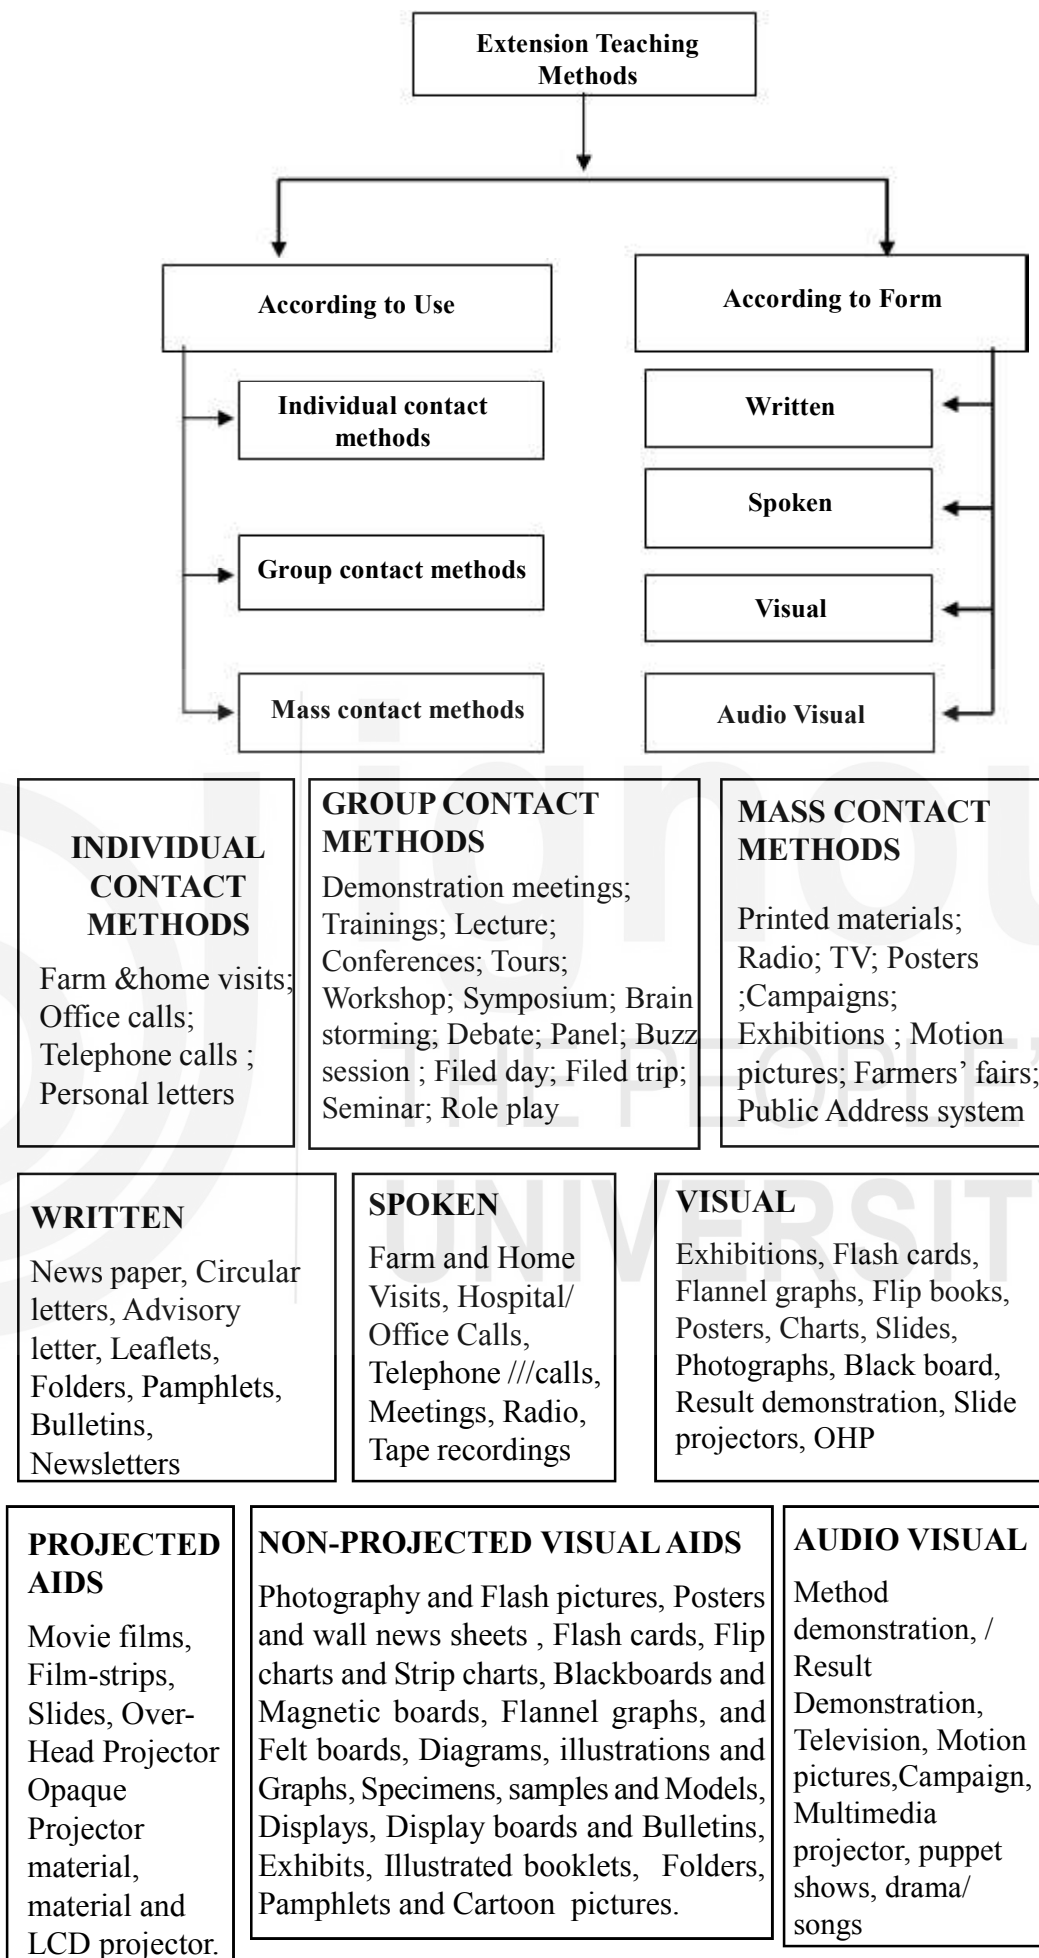 Extension Teaching
Methods
According to Use
According to Form
Individual contact
methods
Group contact methods
Mass contact methods
Written
Spoken
Visual
Audio Visual
INDIVIDUAL
CONTACT
METHODS
Farm &home visits;
Office calls;
Telephone calls ;
Personal letters
GROUP CONTACT
METHODS
Demonstration meetings;
Trainings; Lecture;
Conferences; Tours;
Workshop; Symposium; Brain
storming; Debate; Panel; Buzz
session ; Filed day; Filed trip;
Seminar; Role play
MASS CONTACT
METHODS
Printed materials;
Radio; TV; Posters
;Campaigns;
Exhibitions ; Motion
pictures; Farmers' fairs;
Public Address system
WRITTEN
News paper, Circular
letters, Advisory
letter, Leaflets,
Folders, Pamphlets,
Bulletins,
Newsletters
SPOKEN
Farm and Home
Visits, Hospital/
Office Calls,
Telephone ///calls,
Meetings, Radio,
Tape recordings
VISUAL
Exhibitions, Flash cards,
Flannel graphs, Flip books,
Posters, Charts, Slides,
Photographs, Black board,
Result demonstration, Slide
projectors, OHP
PROJECTED
AIDS
Movie films,
Film-strips,
Slides, Over-
Head Projector
Opaque
Projector
material,
material and
LCD projector.
NON-PROJECTED VISUAL AIDS
Photography and Flash pictures, Posters
and wall news sheets , Flash cards, Flip
charts and Strip charts, Blackboards and
Magnetic boards, Flannel graphs, and
Felt boards, Diagrams, illustrations and
Graphs, Specimens, samples and Models,
Displays, Display boards and Bulletins,
Exhibits, Illustrated booklets, Folders,
Pamphlets and Cartoon pictures.
AUDIO VISUAL
Method
demonstration, /
Result
Demonstration,
Television, Motion
pictures,Campaign,
Multimedia
projector, puppet
shows, drama/
songs
ignou
THE PEOPLE'
UNIVERSIT